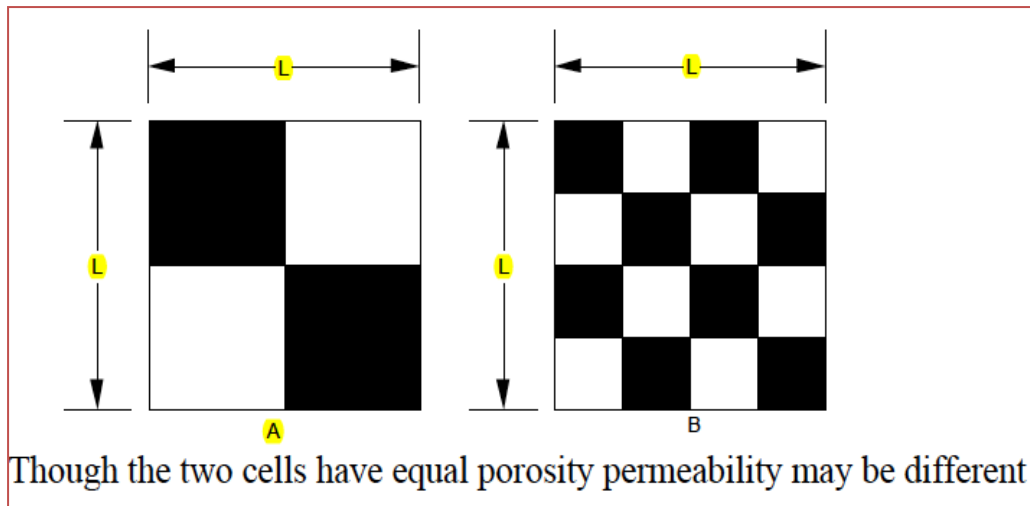 L
L
L
L
A
B
Though the two cells have equal porosity permeability may be different